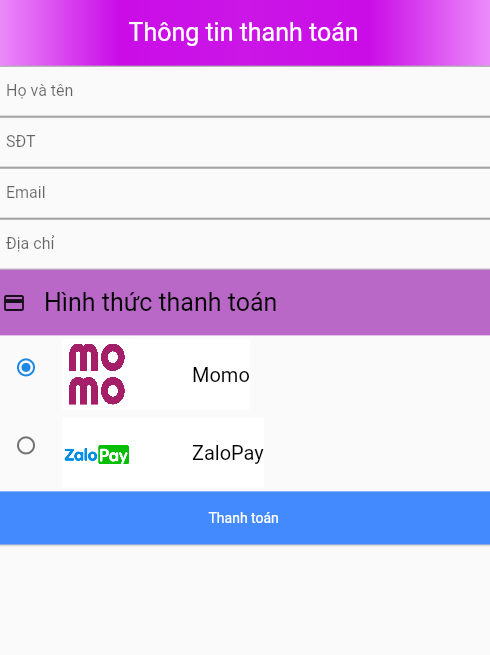 Thông tin thanh toán
Họ và tên
SĐT
Email
Địa chỉ
Hình thức thanh toán
mo
mo
Momo
ZaloPay
ZaloPay
Thanh toán